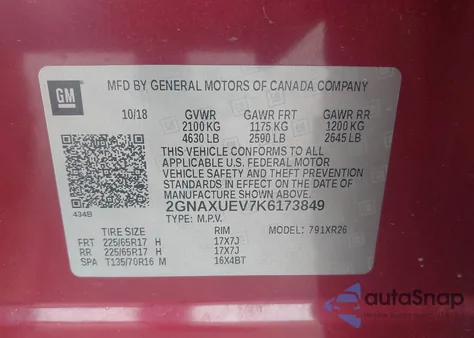 GM
MFD BY GENERAL MOTORS OF CANADA COMPANY
10/18 GVWR GAWR FRT GAWR RR
2100 KG 1175 KG 1200 KG
4630 LB 2590 LB 2645 LB
THIS VEHICLE CONFORMS TO ALL
APPLICABLE U.S. FEDERAL MOTOR
VEHICLE SAFETY AND THEFT
PREVENTION STANDARDS IN
EFFECT ON THE DATE OF
MANUFACTURE SHOWN ABOVE.
434B
2GNAXUEV7K6173849
TYPE: M.P.V. MODEL: 791XR26
TIRE SIZE RIM
FRT 225/65R17 H 17X7J
RR 225/65R17 H 17X7J
SPA T135/70R16 M 16X4BT
autoSnap